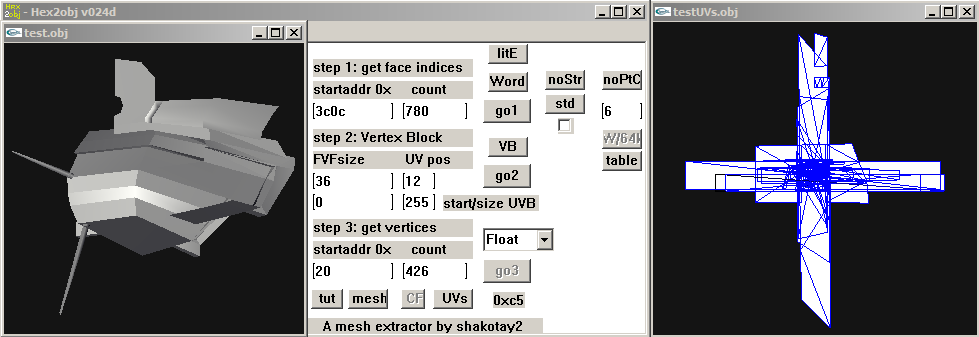 Hex
2obj - Hex2obj v024d
test.obj
testUVs.obj
litE
step 1: get face indices
Word
noStr
noPtC
startaddr 0x count
std
[3c0c ] [780 ]
go1
[6 ]
step 2: Vertex Block
VB
FVFsize UV pos
table
[36 ] [12 ]
go2
[0 ] [255 ] start/size UVB
step 3: get vertices
Float
startaddr 0x count
[20 ] [426 ]
go3
tut mesh CF UVs 0xc5
A mesh extractor by shakotay2